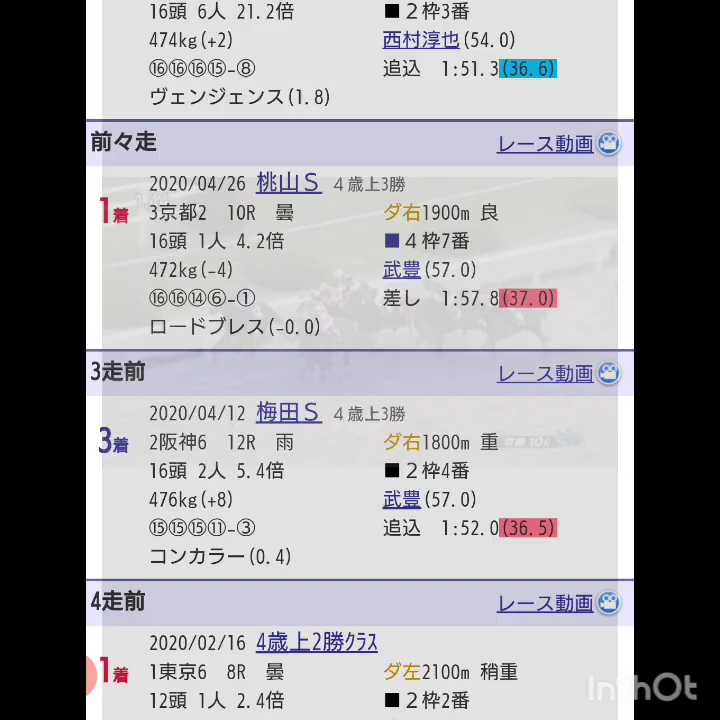 16頭 6人 21.2倍 ■２枠3番
474kg(+2) 西村淳也(54.0)
⑯⑯⑯⑮-⑧ 追込 1:51.3(36.6)
ヴェンジェンス(1.8)
前々走 レース動画
2020/04/26 桃山Ｓ ４歳上3勝
1着 3京都2 10R 曇 ダ右1900m 良
16頭 1人 4.2倍 ■４枠7番
472kg(-4) 武豊(57.0)
⑯⑯⑭⑥-① 差し 1:57.8(37.0)
ロードブレス(-0.0)
3走前 レース動画
2020/04/12 梅田Ｓ ４歳上3勝
3着 2阪神6 12R 雨 ダ右1800m 重
16頭 2人 5.4倍 ■２枠4番
476kg(+8) 武豊(57.0)
⑮⑮⑮⑪-③ 追込 1:52.0(36.5)
コンカラー(0.4)
4走前 レース動画
2020/02/16 4歳上2勝ｸﾗｽ
1着 1東京6 8R 曇 ダ左2100m 稍重
12頭 1人 2.4倍 ■２枠2番
InShOt